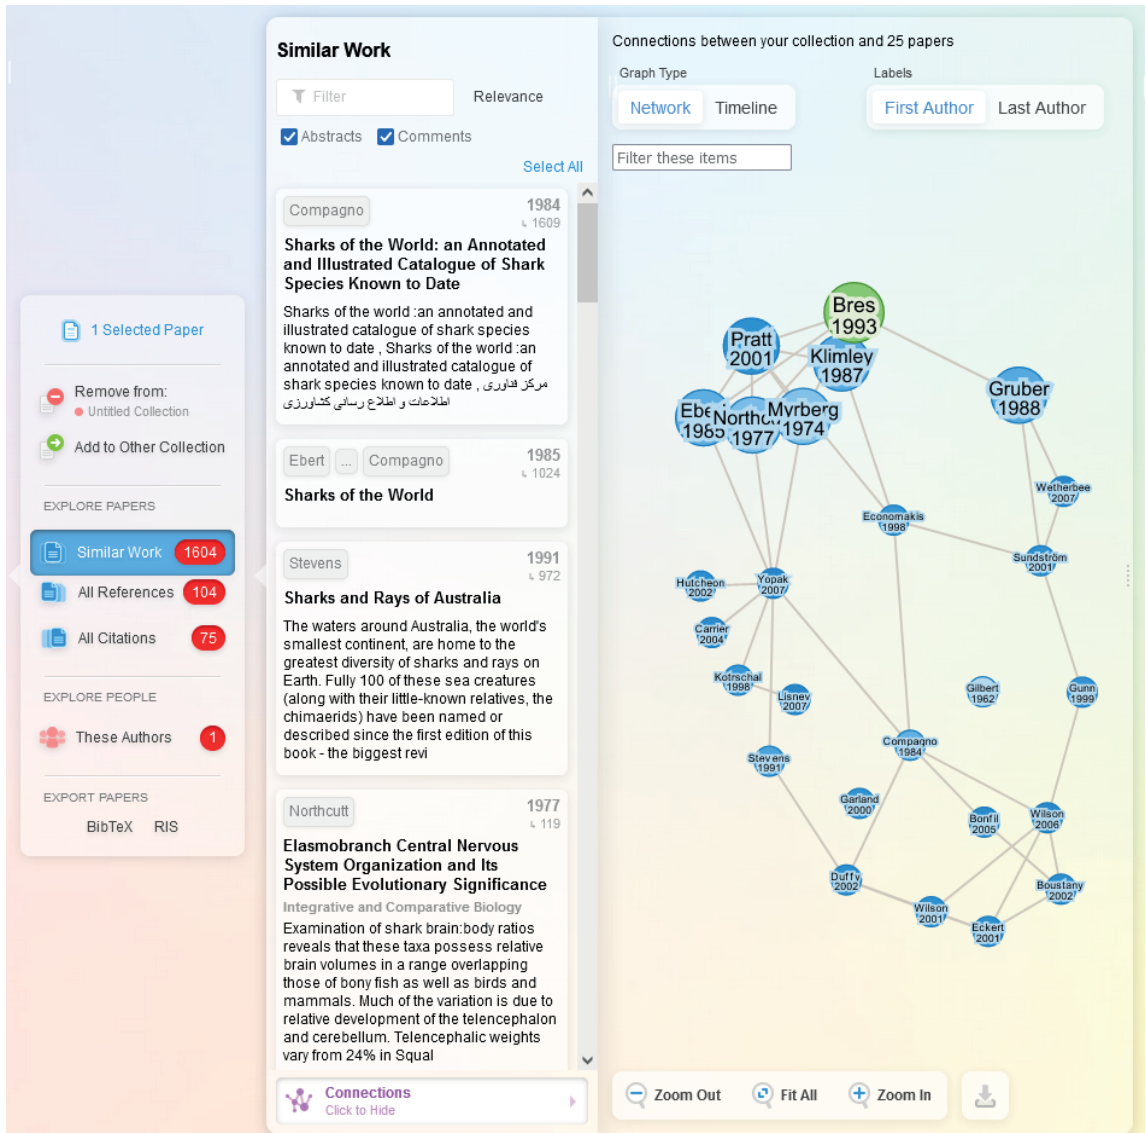 1 Selected Paper
Remove from:
Untitled Collection
Add to Other Collection
EXPLORE PAPERS
Similar Work 1604
All References 104
All Citations 75
EXPLORE PEOPLE
These Authors 1
EXPORT PAPERS
BibTeX RIS
Similar Work
Filter Relevance
Abstracts Comments
Select All
Compagno 1984
1609
Sharks of the World: an Annotated
and Illustrated Catalogue of Shark
Species Known to Date
Sharks of the world :an annotated and
illustrated catalogue of shark species
known to date , Sharks of the world :an
annotated and illustrated catalogue of
shark species known to date , مرکز فناوری
اطلاعات و اطلاع رسانی کشاورزی
Ebert ... Compagno 1985
1024
Sharks of the World
Stevens 1991
972
Sharks and Rays of Australia
The waters around Australia, the world's
smallest continent, are home to the
greatest diversity of sharks and rays on
Earth. Fully 100 of these sea creatures
(along with their little-known relatives, the
chimaerids) have been named or
described since the first edition of this
book - the biggest revi
Northcutt 1977
119
Elasmobranch Central Nervous
System Organization and Its
Possible Evolutionary Significance
Integrative and Comparative Biology
Examination of shark brain:body ratios
reveals that these taxa possess relative
brain volumes in a range overlapping
those of bony fish as well as birds and
mammals. Much of the variation is due to
relative development of the telencephalon
and cerebellum. Telencephalic weights
vary from 24% in Squal
Connections
Click to Hide
Connections between your collection and 25 papers
Graph Type Labels
Network Timeline First Author Last Author
Filter these items
Bres
1993
Pratt
2001
Klimley
1987
Gruber
1988
1985
1977
Myrberg
1974
Wetherbee
2007
Economakis
1998
Sundström
2001
Hutcheon
2002
Yopak
2007
Carrier
2004
Kotrschal
1998
Lisney
2007
Gilbert
1962
Gunn
1999
Compagno
1984
Stevens
1991
Garland
2000
Bonfil
2005
Wilson
2006
Duffy
2002
Boustany
2002
Wilson
2001
Eckert
2001
Zoom Out Fit All Zoom In